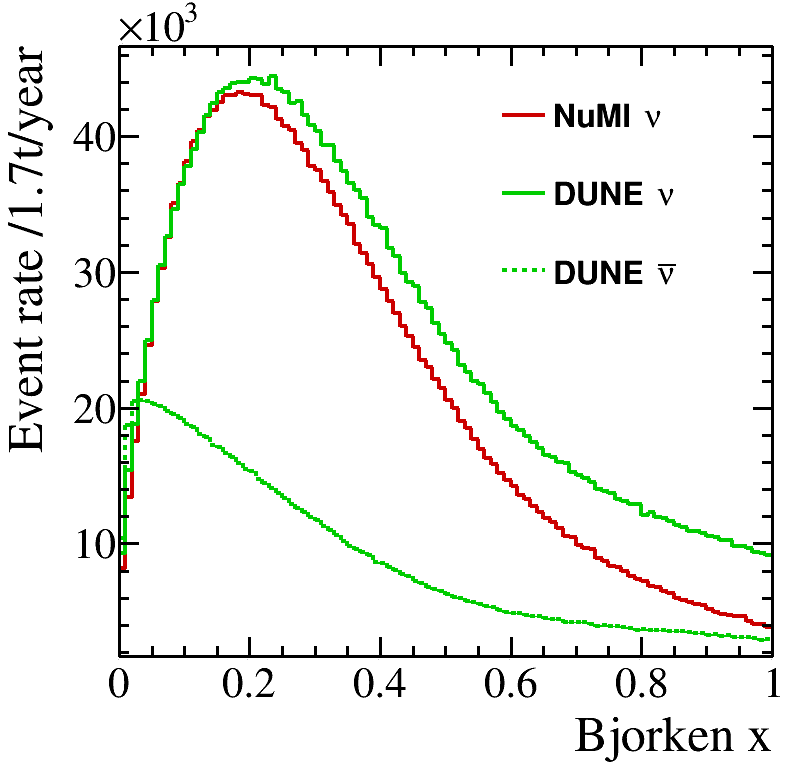 ×10³
Event rate /1.7t/year
40
30
20
10
NuMI ν
DUNE ν
DUNE ν̅
0 0.2 0.4 0.6 0.8 1
Bjorken x